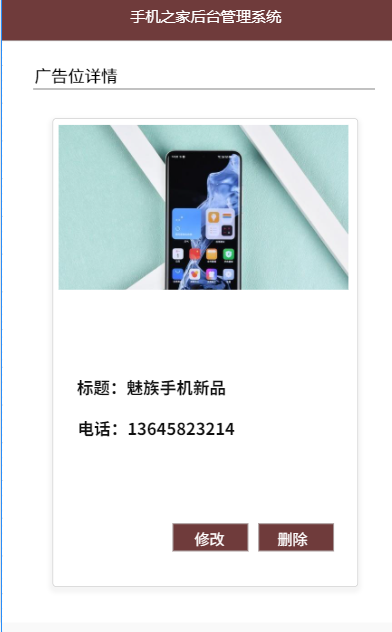 手机之家后台管理系统
广告位详情
标题：魅族手机新品
电话：13645823214
修改 删除